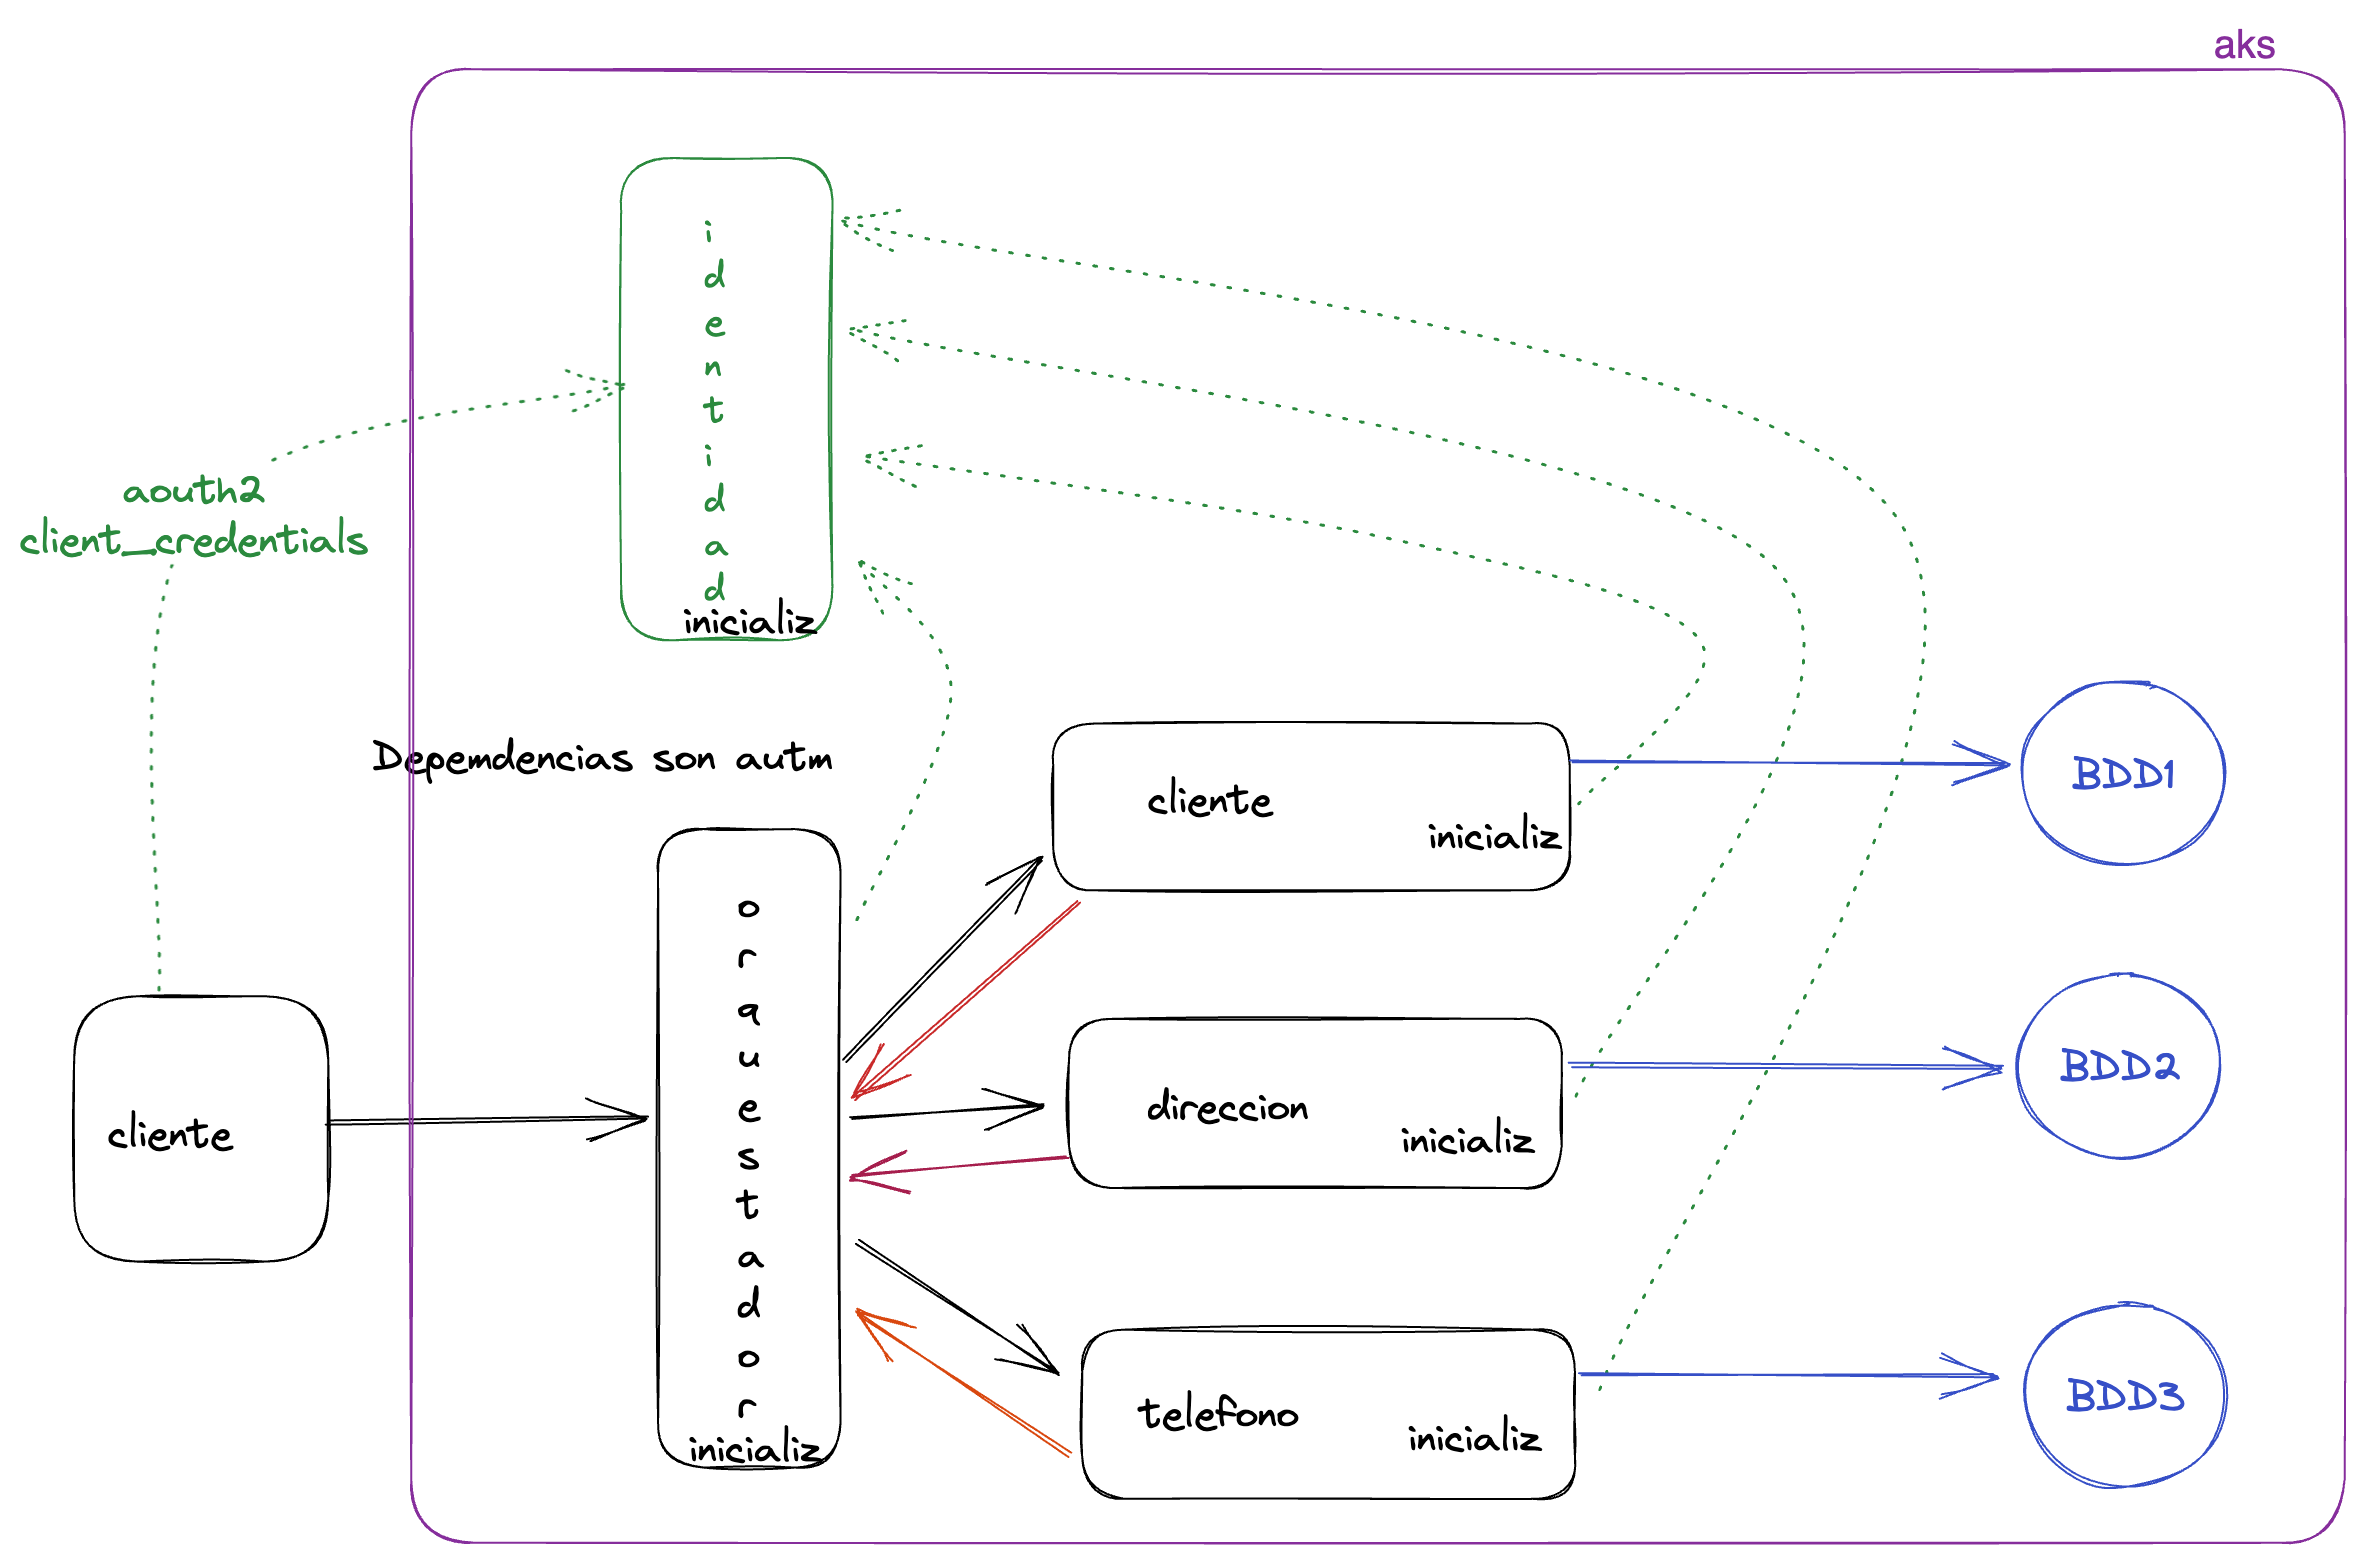 aks
identidad
inicializ
aouth2
client_credentials
Depemdencias son autm
cliente
inicializ
BDD1
cliente
orquestador
inicializ
direccion
inicializ
BDD2
telefono
inicializ
BDD3